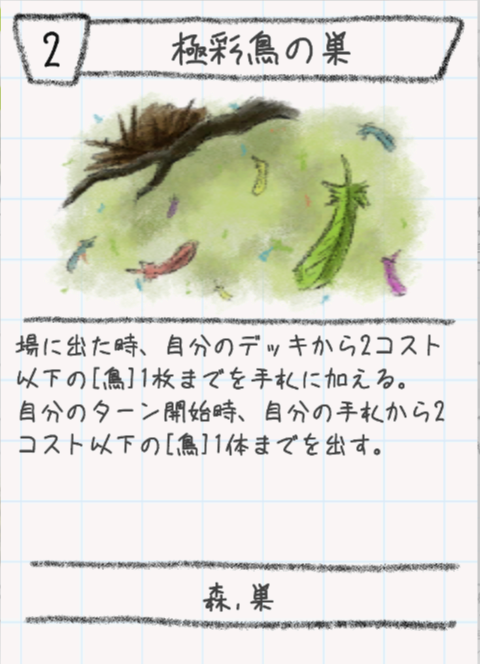 2
極彩鳥の巣
場に出た時、自分のデッキから2コスト
以下の[鳥]1枚までを手札に加える。
自分のターン開始時、自分の手札から2
コスト以下の[鳥]1体までを出す。
森,巣